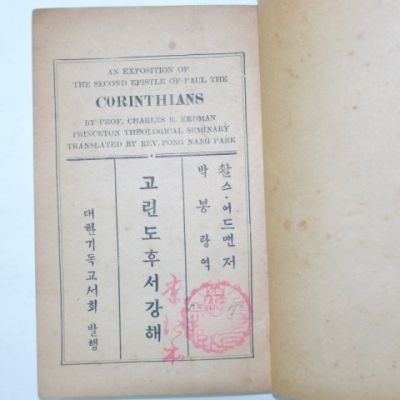 AN EXPOSITION OF
THE SECOND EPISTLE OF PAUL THE
CORINTHIANS
BY PROF. CHARLES R. ERDMAN
PRINCETON THEOLOGICAL SEMINARY
TRANSLATED BY REV. PONG NANG PARK
촬스·어드맨 저
박봉랑 역
고린도후서강해
대한기독교서회 발행